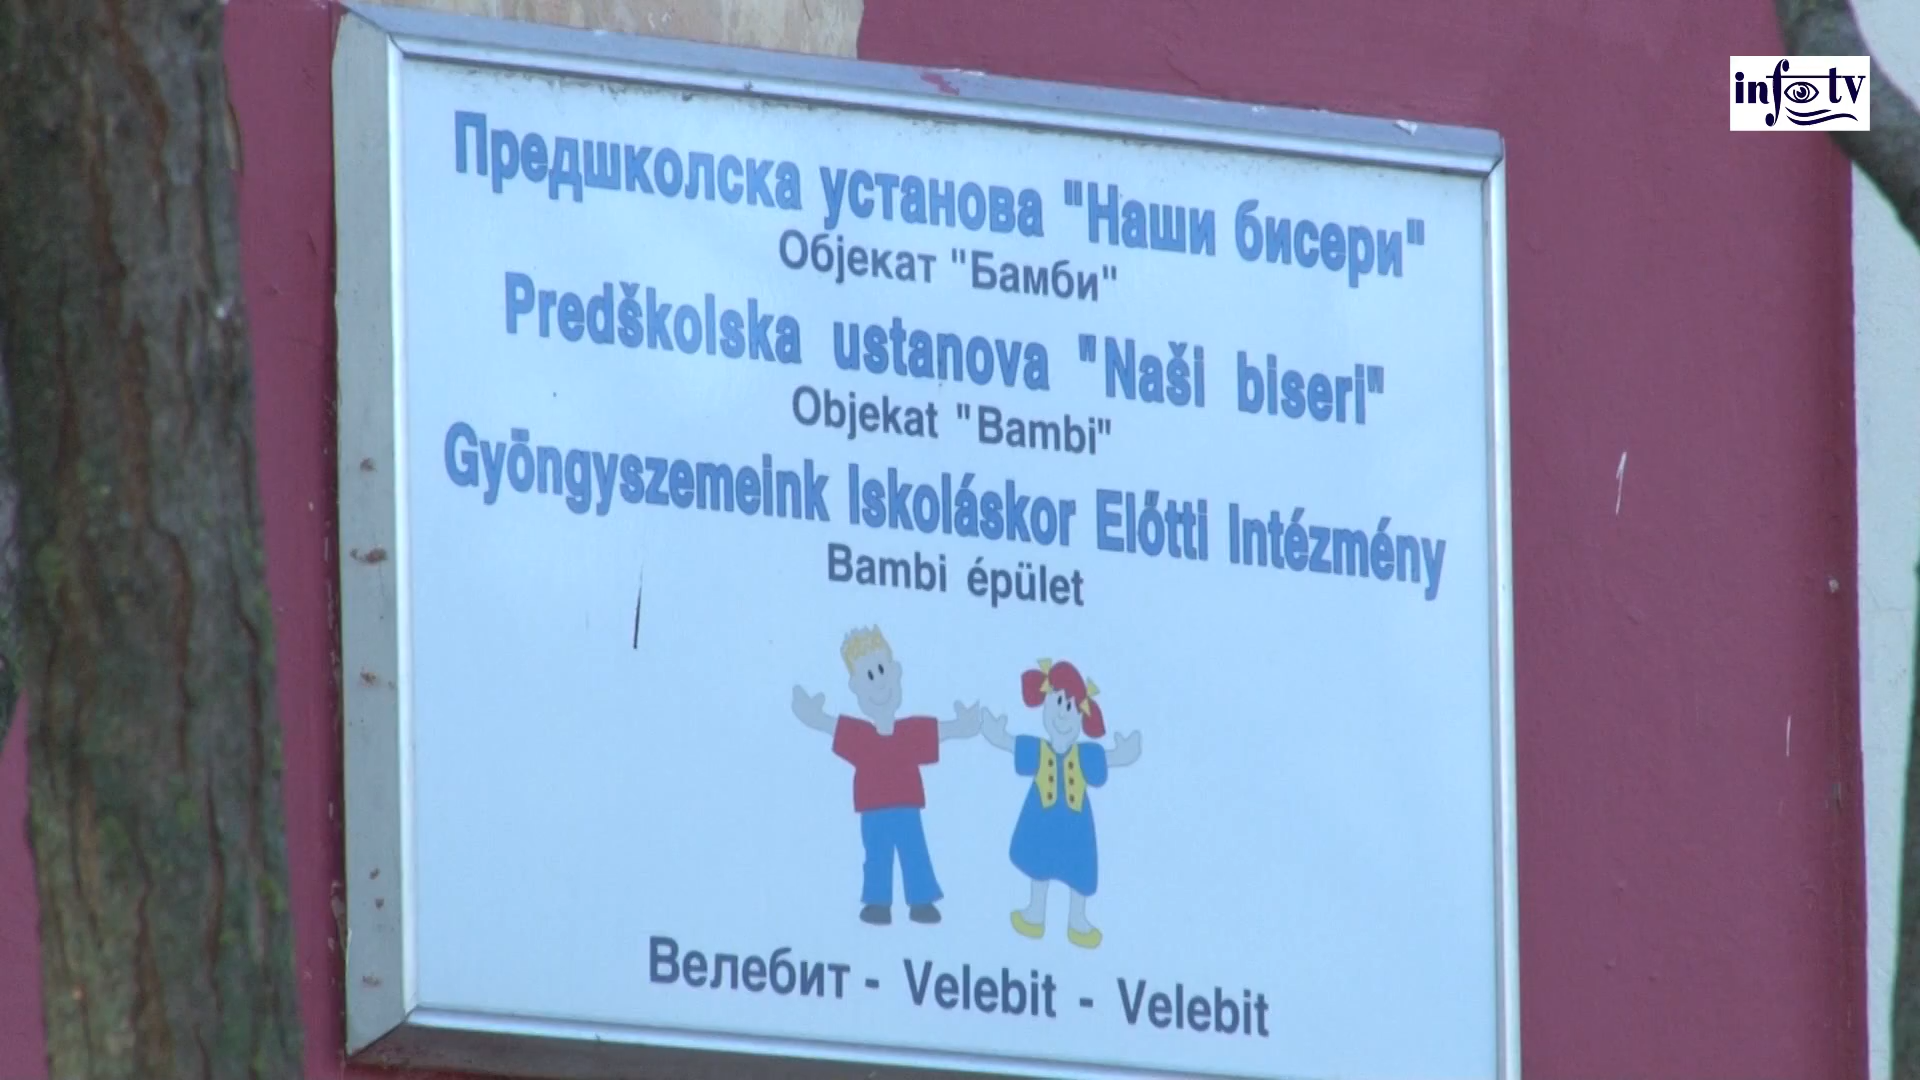 info tv
Предшколска установа "Наши бисери"
Објекат "Бамби"
Predškolska ustanova "Naši biseri"
Objekat "Bambi"
Gyöngyszemeink Iskoláskor Előtti Intézmény
Bambi épület
Велебит - Velebit - Velebit